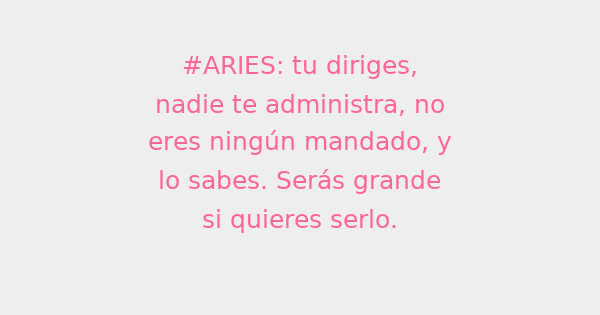 #ARIES: tu diriges,
nadie te administra, no
eres ningún mandado, y
lo sabes. Serás grande
si quieres serlo.